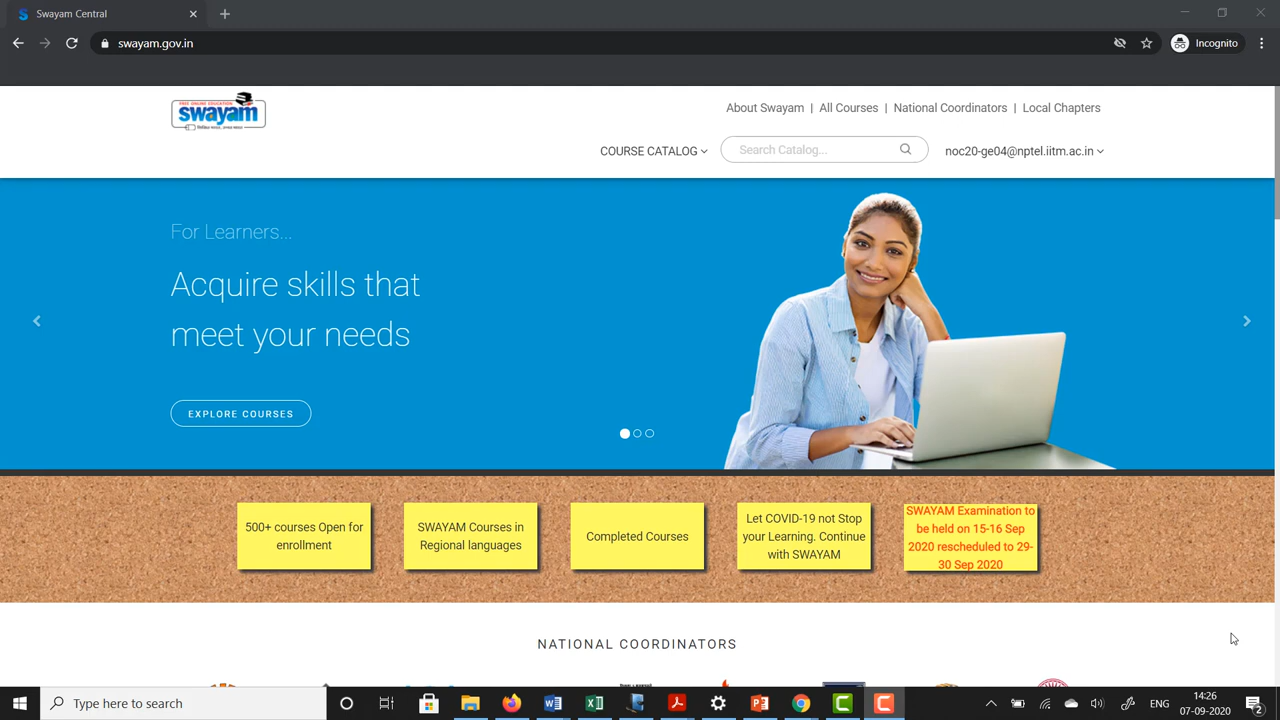 Swayam Central
swayam.gov.in
Incognito
FREE ONLINE EDUCATION
swayam
About Swayam | All Courses | National Coordinators | Local Chapters
COURSE CATALOG
Search Catalog...
noc20-ge04@nptel.iitm.ac.in
For Learners...
Acquire skills that
meet your needs
EXPLORE COURSES
500+ courses Open for
enrollment
SWAYAM Courses in
Regional languages
Completed Courses
Let COVID-19 not Stop
your Learning. Continue
with SWAYAM
SWAYAM Examination to
be held on 15-16 Sep
2020 rescheduled to 29-
30 Sep 2020
NATIONAL COORDINATORS
Type here to search
ENG
14:26
07-09-2020
2